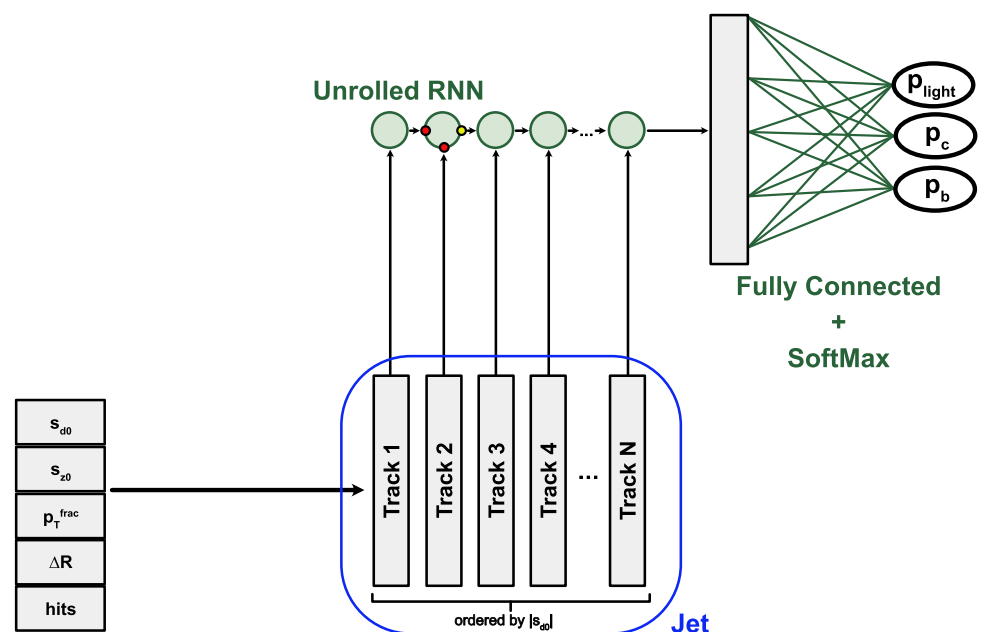 Unrolled RNN
...
p_light
p_c
p_b
Fully Connected
+
SoftMax
s_d0
s_z0
p_T^frac
ΔR
hits
Track 1
Track 2
Track 3
Track 4
...
Track N
ordered by |s_d0|
Jet